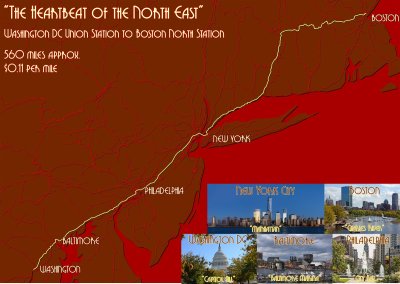 "The Heartbeat of the North East"
Washington DC Union Station to Boston North Station
560 miles approx.
$0.11 per mile
Boston
New York
Philadelphia
Baltimore
Washington
New York City
"Manhattan"
Boston
"Charles River"
Washington DC
"Capitol Hill"
Baltimore
"Baltimore Marina"
Philadelphia
"City Hall"